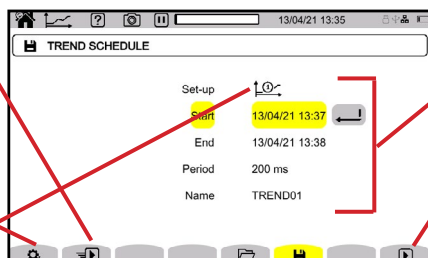 13/04/21 13:35
TREND SCHEDULE
Set-up
Start 13/04/21 13:37
End 13/04/21 13:38
Period 200 ms
Name TREND01